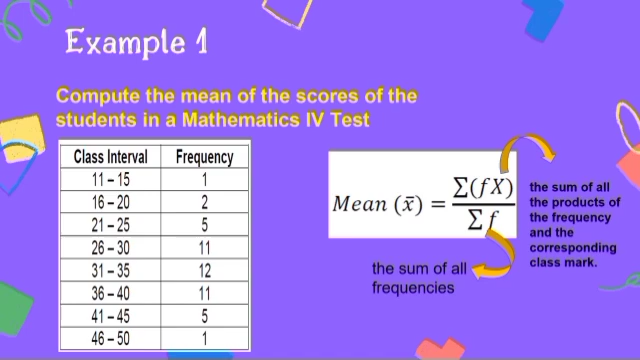 Example 1
Compute the mean of the scores of the
students in a Mathematics IV Test
Class Interval Frequency
11 – 15 1
16 – 20 2
21 – 25 5
26 – 30 11
31 – 35 12
36 – 40 11
41 – 45 5
46 – 50 1
Mean (x̄) = ∑(fX) / ∑f
the sum of all
the products of
the frequency
and the
corresponding
class mark.
the sum of all
frequencies